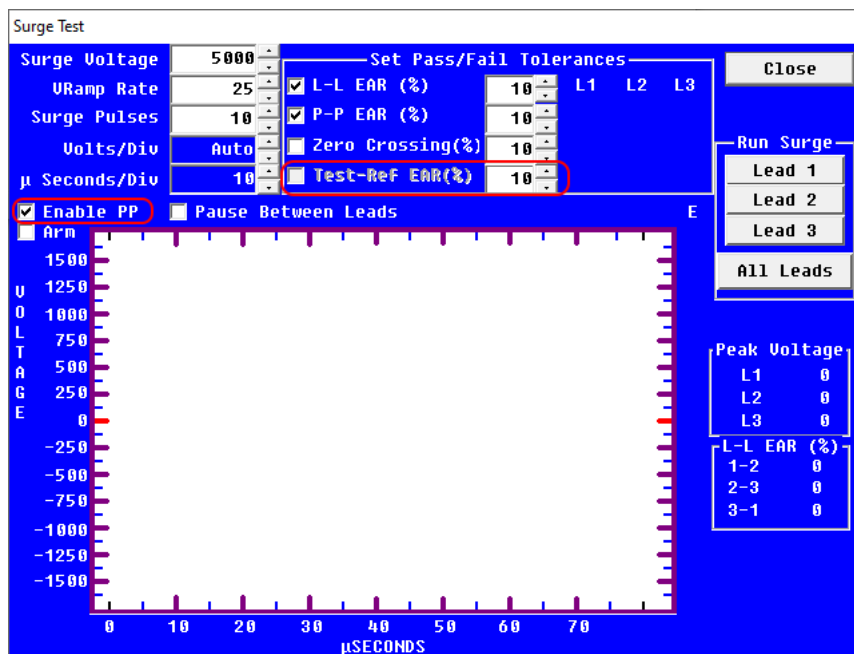 Surge Test
Surge Voltage 5000
VRamp Rate 25
Surge Pulses 10
Volts/Div Auto
µ Seconds/Div 10
Set Pass/Fail Tolerances
L-L EAR (%) 10 L1 L2 L3
P-P EAR (%) 10
Zero Crossing(%) 10
Test-Ref EAR(%) 10
Close
Run Surge
Lead 1
Lead 2
Lead 3
All Leads
Enable PP Pause Between Leads E
Arm
VOLTAGE
1500
1250
1000
750
500
250
0
-250
-500
-750
-1000
-1250
-1500
0 10 20 30 40 50 60 70
µSECONDS
Peak Voltage
L1 0
L2 0
L3 0
L-L EAR (%)
1-2 0
2-3 0
3-1 0